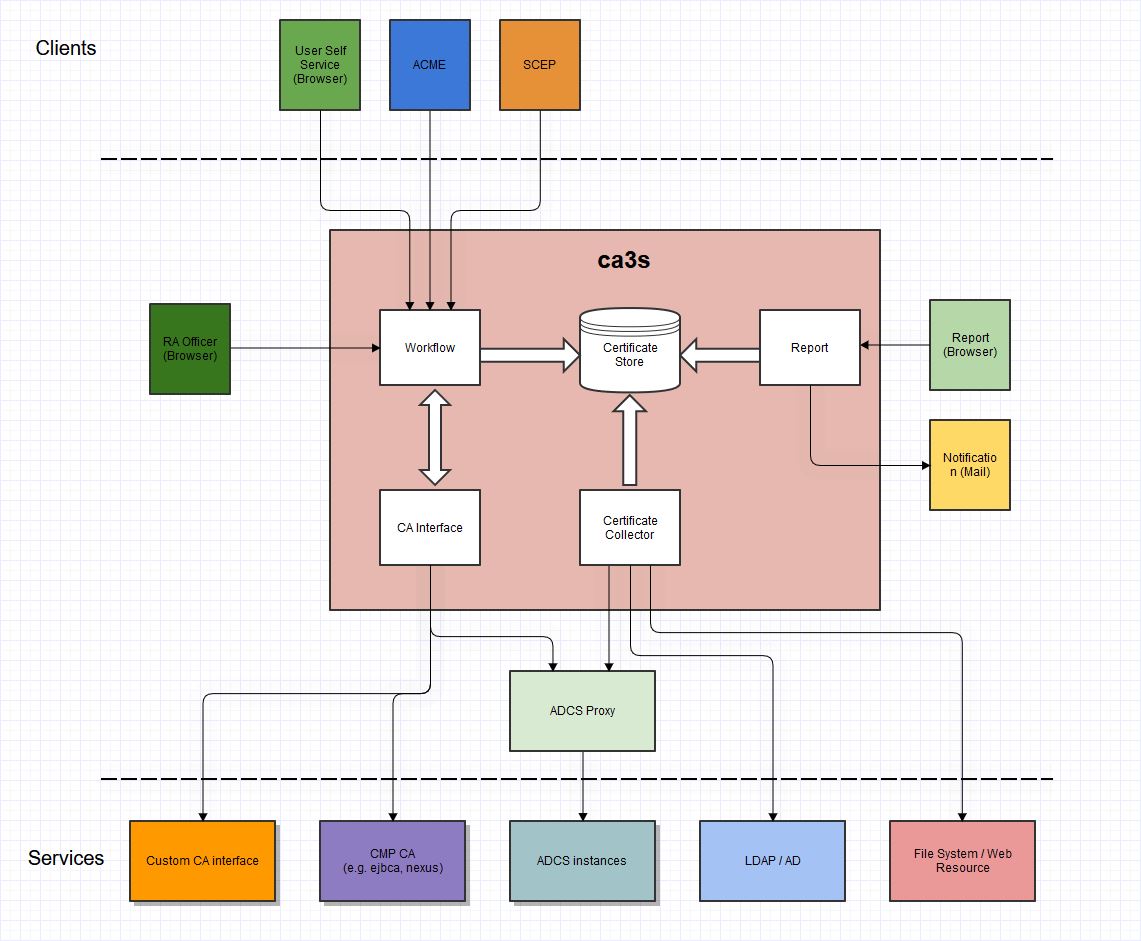 Clients
User Self
Service
(Browser)
ACME
SCEP
ca3s
RA Officer
(Browser)
Workflow
Certificate
Store
Report
Report
(Browser)
Notificatio
n (Mail)
CA Interface
Certificate
Collector
ADCS Proxy
Services
Custom CA interface
CMP CA
(e.g. ejbca, nexus)
ADCS instances
LDAP / AD
File System / Web
Resource